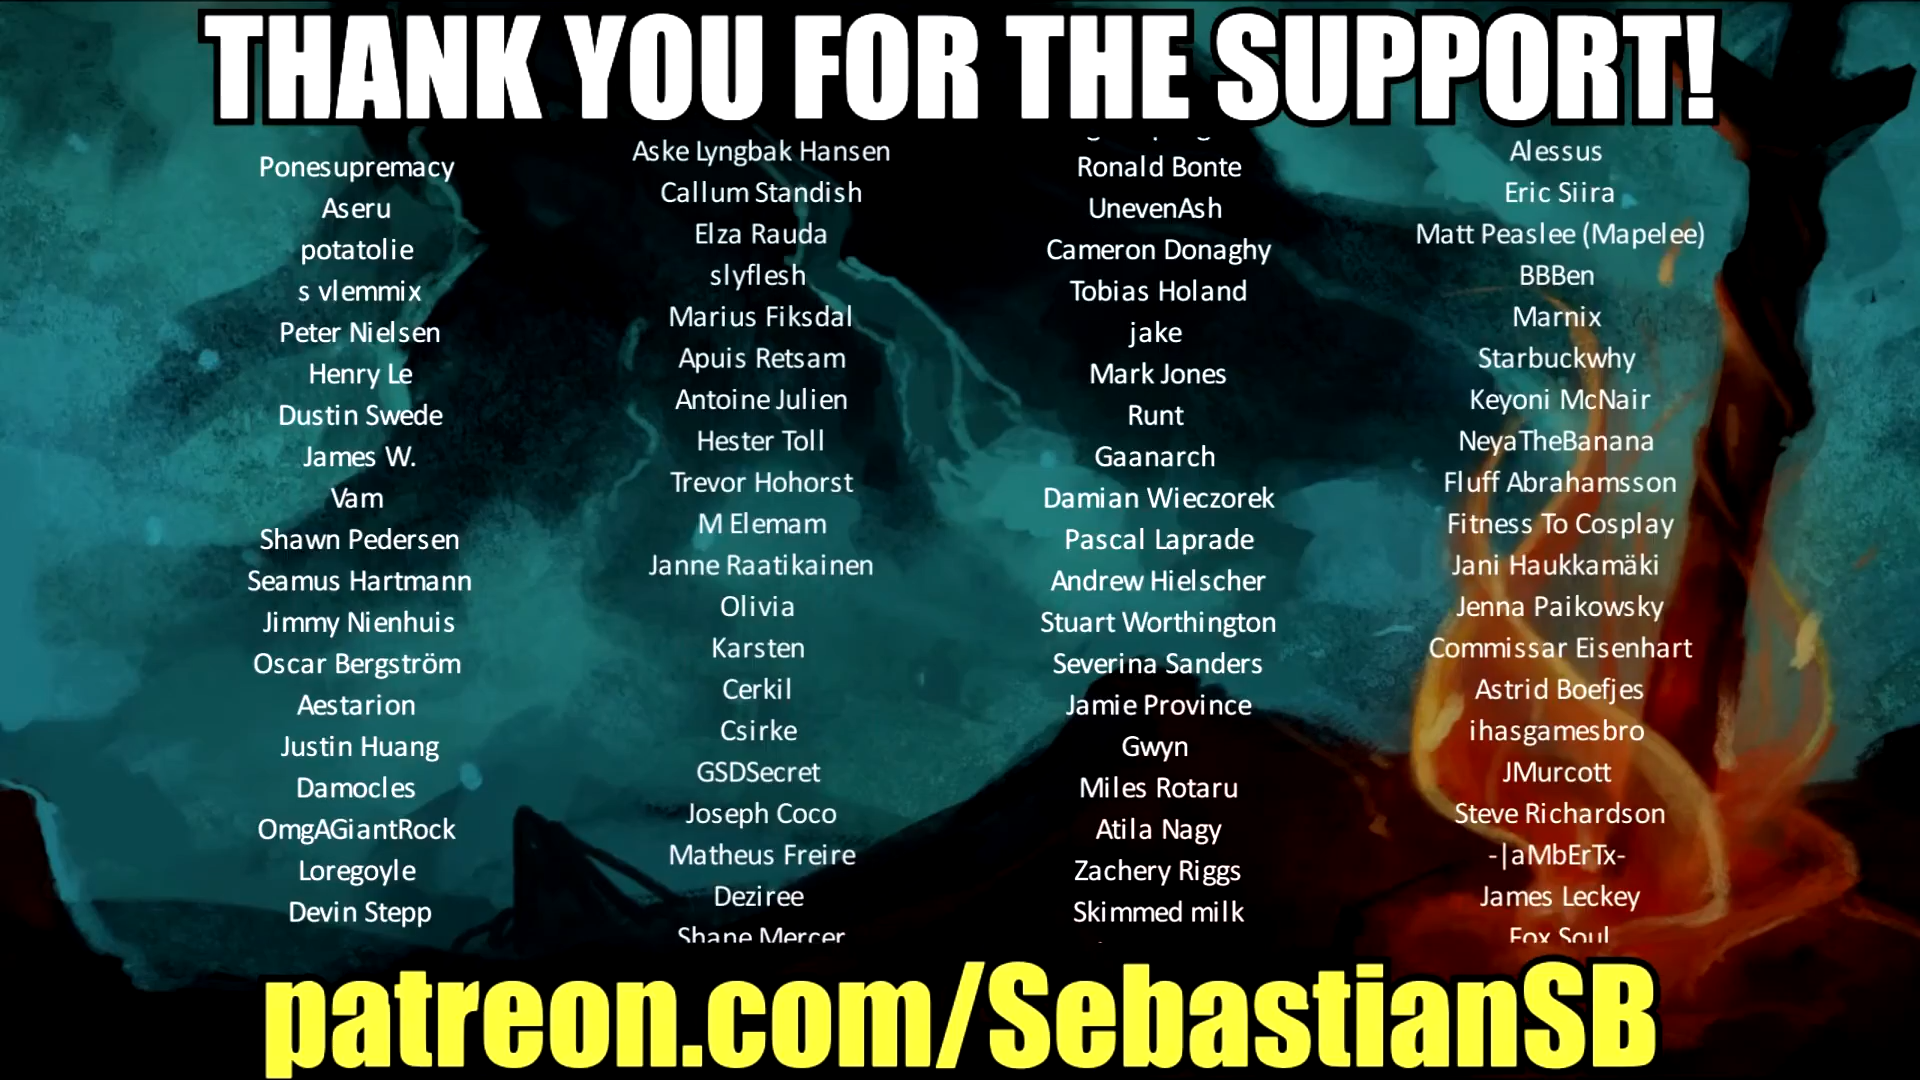 THANK YOU FOR THE SUPPORT!
Ponesupremacy
Aseru
potatolie
s vlemmix
Peter Nielsen
Henry Le
Dustin Swede
James W.
Vam
Shawn Pedersen
Seamus Hartmann
Jimmy Nienhuis
Oscar Bergström
Aestarion
Justin Huang
Damocles
OmgAGiantRock
Loregoyle
Devin Stepp
Aske Lyngbak Hansen
Callum Standish
Elza Rauda
slyflesh
Marius Fiksdal
Apuis Retsam
Antoine Julien
Hester Toll
Trevor Hohorst
M Elemam
Janne Raatikainen
Olivia
Karsten
Cerkil
Csirke
GSDSecret
Joseph Coco
Matheus Freire
Deziree
Shane Mercer
Ronald Bonte
UnevenAsh
Cameron Donaghy
Tobias Holand
jake
Mark Jones
Runt
Gaanarch
Damian Wieczorek
Pascal Laprade
Andrew Hielscher
Stuart Worthington
Severina Sanders
Jamie Province
Gwyn
Miles Rotaru
Atila Nagy
Zachery Riggs
Skimmed milk
Alessus
Eric Siira
Matt Peaslee (Mapelee)
BBBen
Marnix
Starbuckwhy
Keyoni McNair
NeyaTheBanana
Fluff Abrahamsson
Fitness To Cosplay
Jani Haukkamäki
Jenna Paikowsky
Commissar Eisenhart
Astrid Boefjes
ihasgamesbro
JMurcott
Steve Richardson
-|aMbErTx-
James Leckey
Fox Soul
patreon.com/SebastianSB